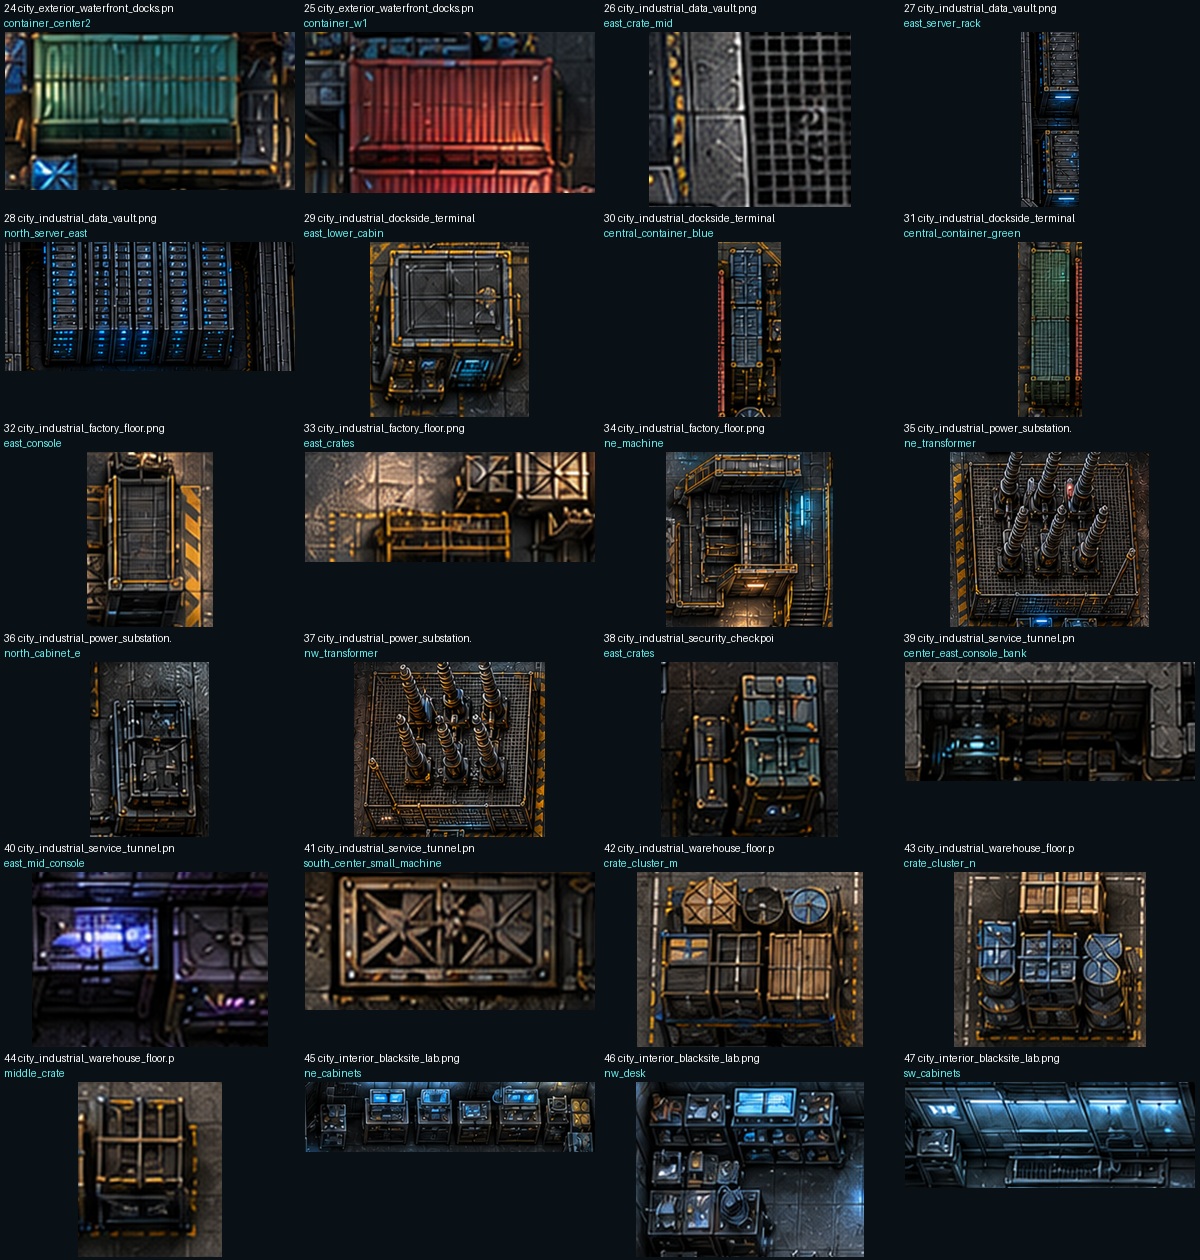 24 city_exterior_waterfront_docks.pn
container_center2
25 city_exterior_waterfront_docks.pn
container_w1
26 city_industrial_data_vault.png
east_crate_mid
27 city_industrial_data_vault.png
east_server_rack
28 city_industrial_data_vault.png
north_server_east
29 city_industrial_dockside_terminal
east_lower_cabin
30 city_industrial_dockside_terminal
central_container_blue
31 city_industrial_dockside_terminal
central_container_green
32 city_industrial_factory_floor.png
east_console
33 city_industrial_factory_floor.png
east_crates
34 city_industrial_factory_floor.png
ne_machine
35 city_industrial_power_substation.
ne_transformer
36 city_industrial_power_substation.
north_cabinet_e
37 city_industrial_power_substation.
nw_transformer
38 city_industrial_security_checkpoi
east_crates
39 city_industrial_service_tunnel.pn
center_east_console_bank
40 city_industrial_service_tunnel.pn
east_mid_console
41 city_industrial_service_tunnel.pn
south_center_small_machine
42 city_industrial_warehouse_floor.p
crate_cluster_m
43 city_industrial_warehouse_floor.p
crate_cluster_n
44 city_industrial_warehouse_floor.p
middle_crate
45 city_interior_blacksite_lab.png
ne_cabinets
46 city_interior_blacksite_lab.png
nw_desk
47 city_interior_blacksite_lab.png
sw_cabinets